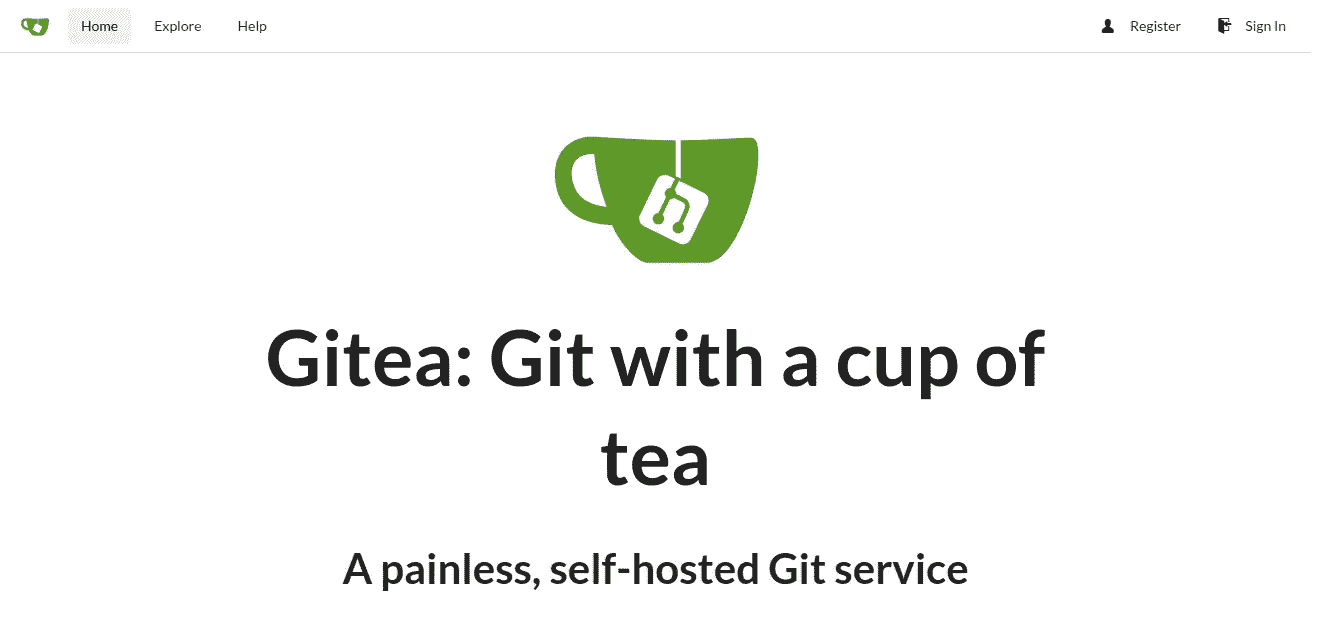 Home Explore Help Register Sign In
Gitea: Git with a cup of
tea
A painless, self-hosted Git service